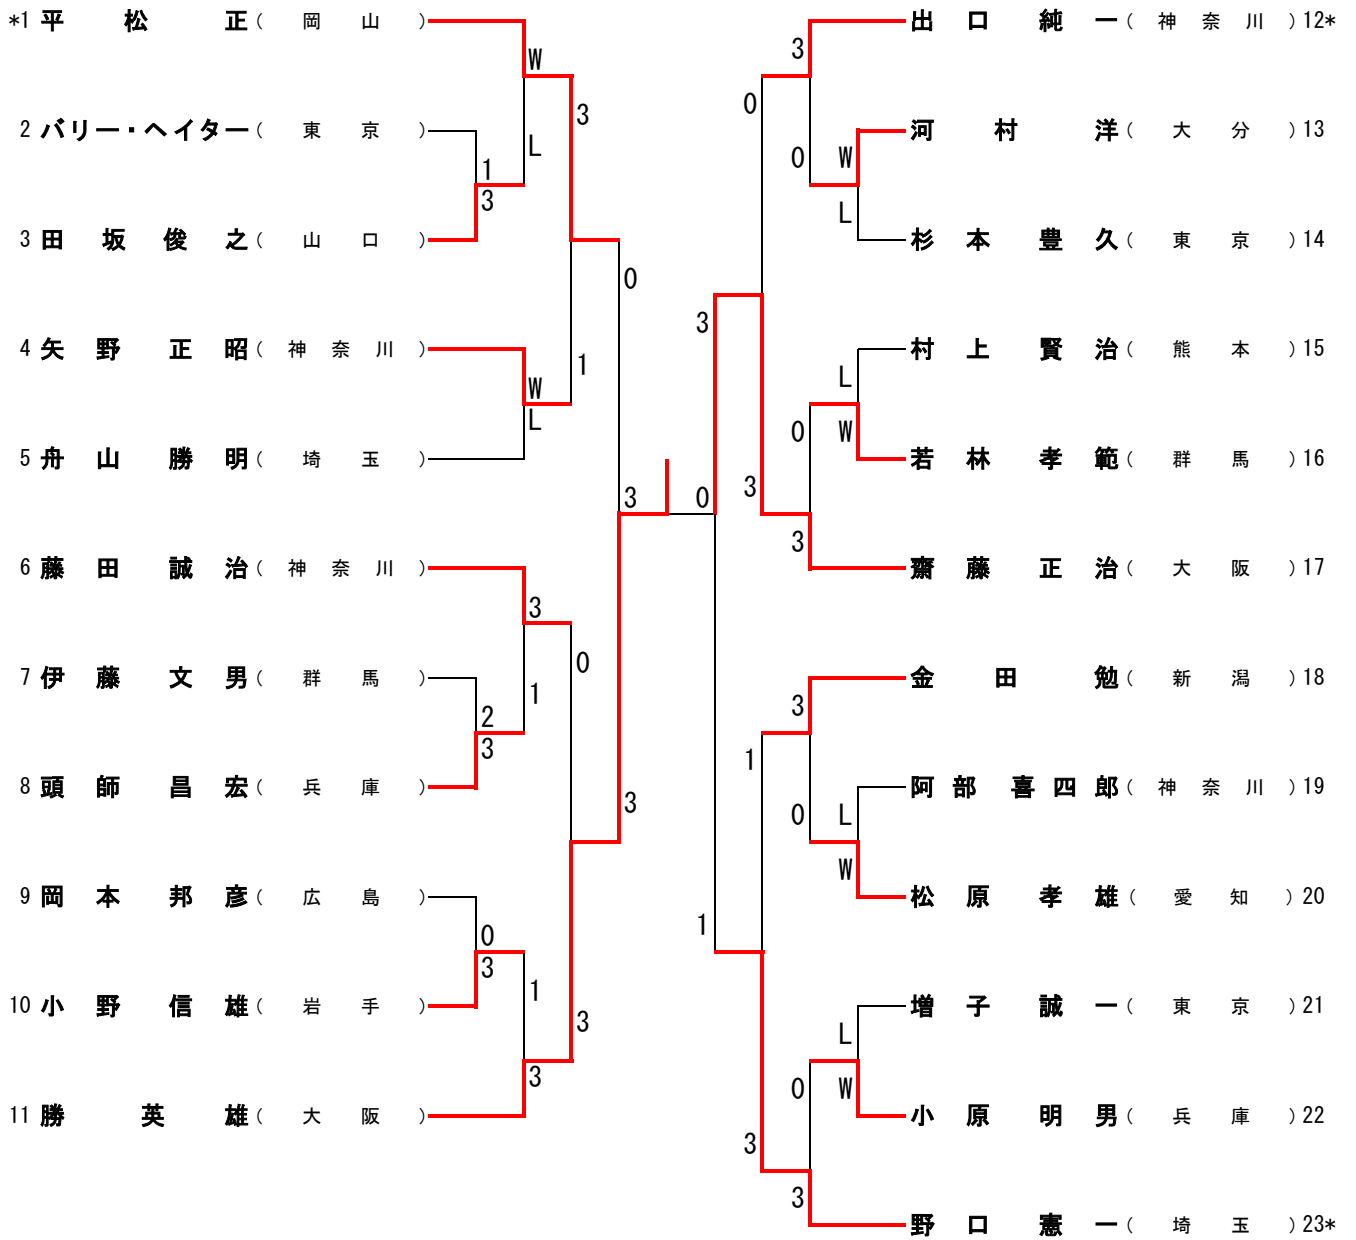 *1 平松正（岡山）
W
3
2 バリー・ヘイター（東京）
L
1
3
3 田坂俊之（山口）
0
4 矢野正昭（神奈川）
1
W
L
5 舟山勝明（埼玉）
3
6 藤田誠治（神奈川）
3
0
7 伊藤文男（群馬）
1
2
3
8 頭師昌宏（兵庫）
3
9 岡本邦彦（広島）
0
3
1
10 小野信雄（岩手）
3
3
11 勝英雄（大阪）
出口純一（神奈川）12*
3
0
河村洋（大分）13
0
W
L
杉本豊久（東京）14
3
村上賢治（熊本）15
L
0
W
若林孝範（群馬）16
3
0
3
齋藤正治（大阪）17
金田勉（新潟）18
3
1
阿部喜四郎（神奈川）19
0
L
W
松原孝雄（愛知）20
1
増子誠一（東京）21
L
0
W
小原明男（兵庫）22
3
3
野口憲一（埼玉）23*